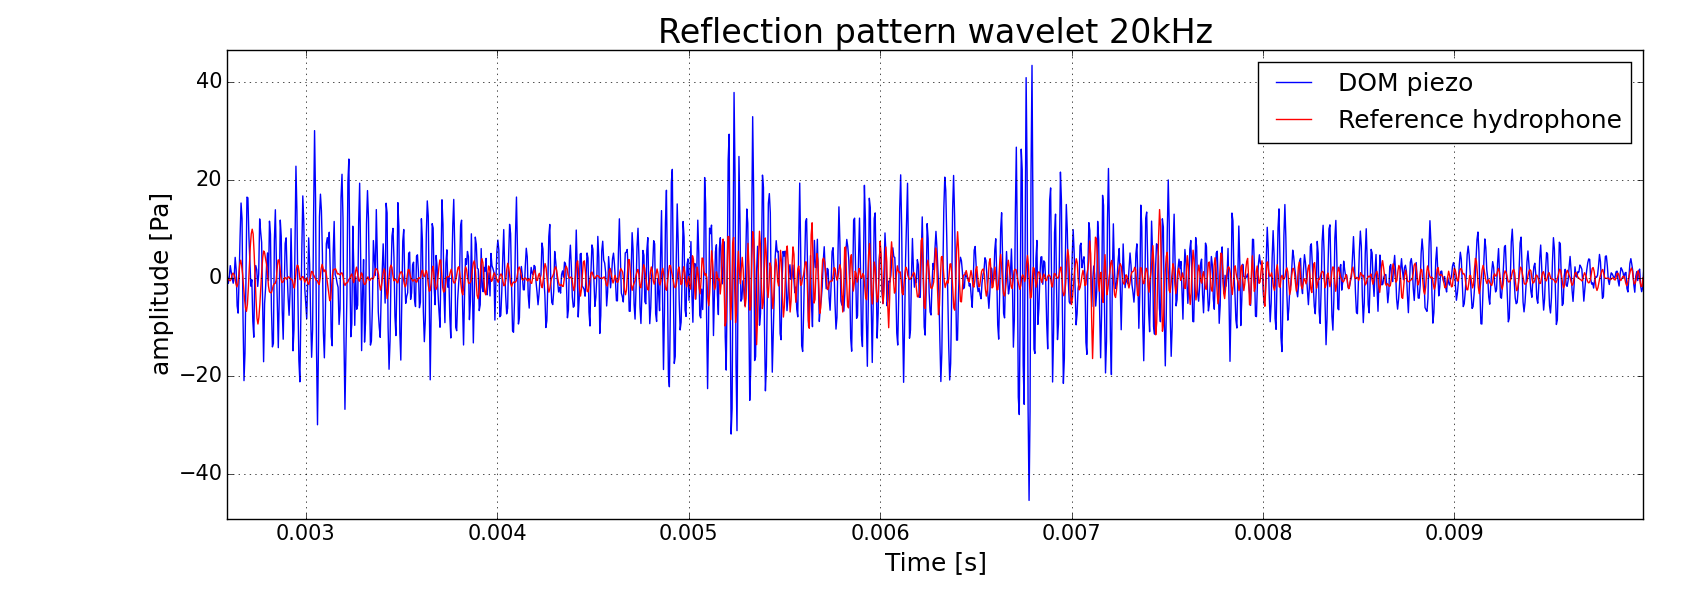 Reflection pattern wavelet 20kHz
DOM piezo
Reference hydrophone
amplitude [Pa]
40
20
0
−20
−40
0.003 0.004 0.005 0.006 0.007 0.008 0.009
Time [s]